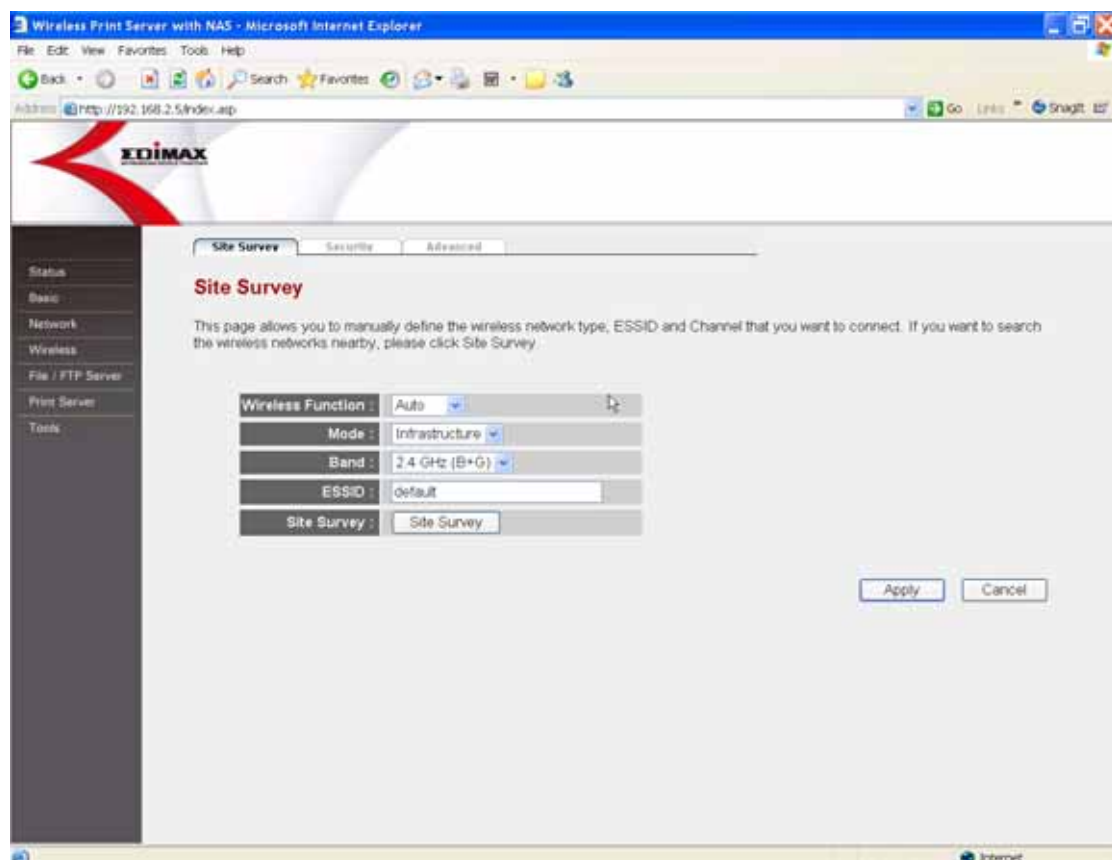 Wireless Print Server with NAS - Microsoft Internet Explorer
File Edit View Favorites Tools Help
Back Search Favorites
Address http://192.168.2.5/index.asp Go Links SnagIt
EDIMAX
Site Survey Security Advanced
Status
Basic
Network
Wireless
File / FTP Server
Print Server
Tools
Site Survey
This page allows you to manually define the wireless network type, ESSID and Channel that you want to connect. If you want to search
the wireless networks nearby, please click Site Survey
Wireless Function : Auto
Mode : Infrastructure
Band : 2.4 GHz (B+G)
ESSID : default
Site Survey : Site Survey
Apply Cancel
Internet